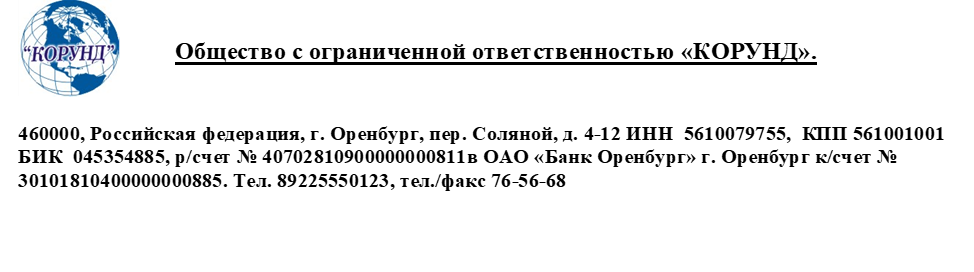 “КОРУНД”
Общество с ограниченной ответственностью «КОРУНД».
460000, Российская федерация, г. Оренбург, пер. Соляной, д. 4-12 ИНН 5610079755, КПП 561001001
БИК 045354885, р/счет № 40702810900000000811в ОАО «Банк Оренбург» г. Оренбург к/счет №
30101810400000000885. Тел. 89225550123, тел./факс 76-56-68